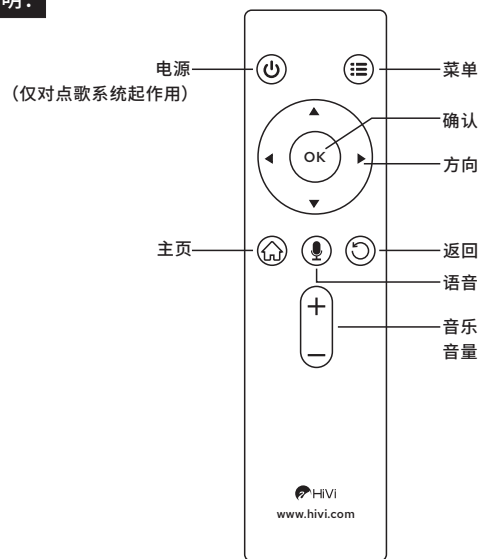 明：
电源
（仅对点歌系统起作用）
菜单
确认
OK
方向
主页
返回
语音
音乐
音量
HiVi
www.hivi.com